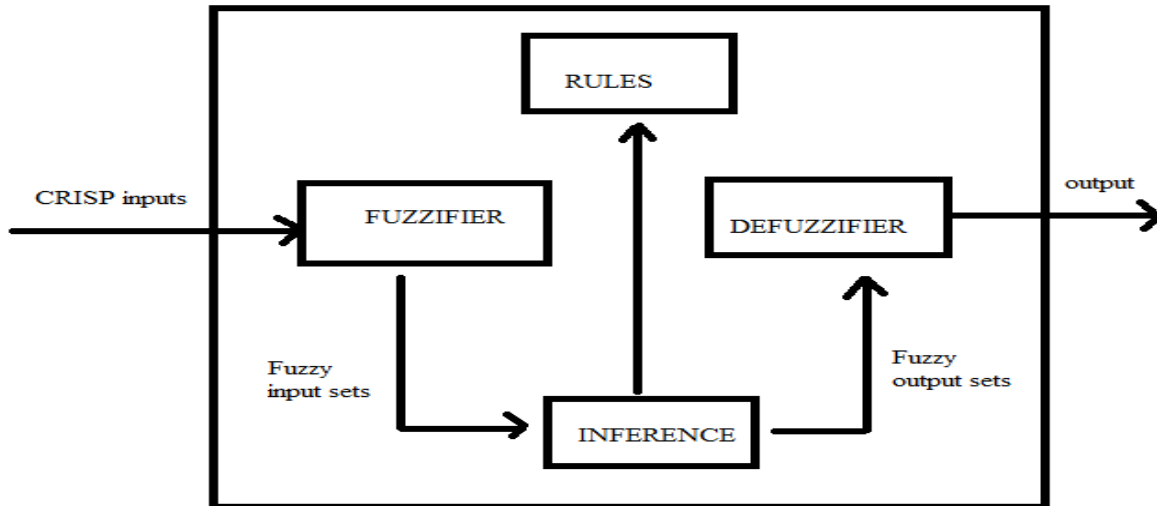 RULES
CRISP inputs
FUZZIFIER
DEFUZZIFIER
output
Fuzzy
input sets
Fuzzy
output sets
INFERENCE